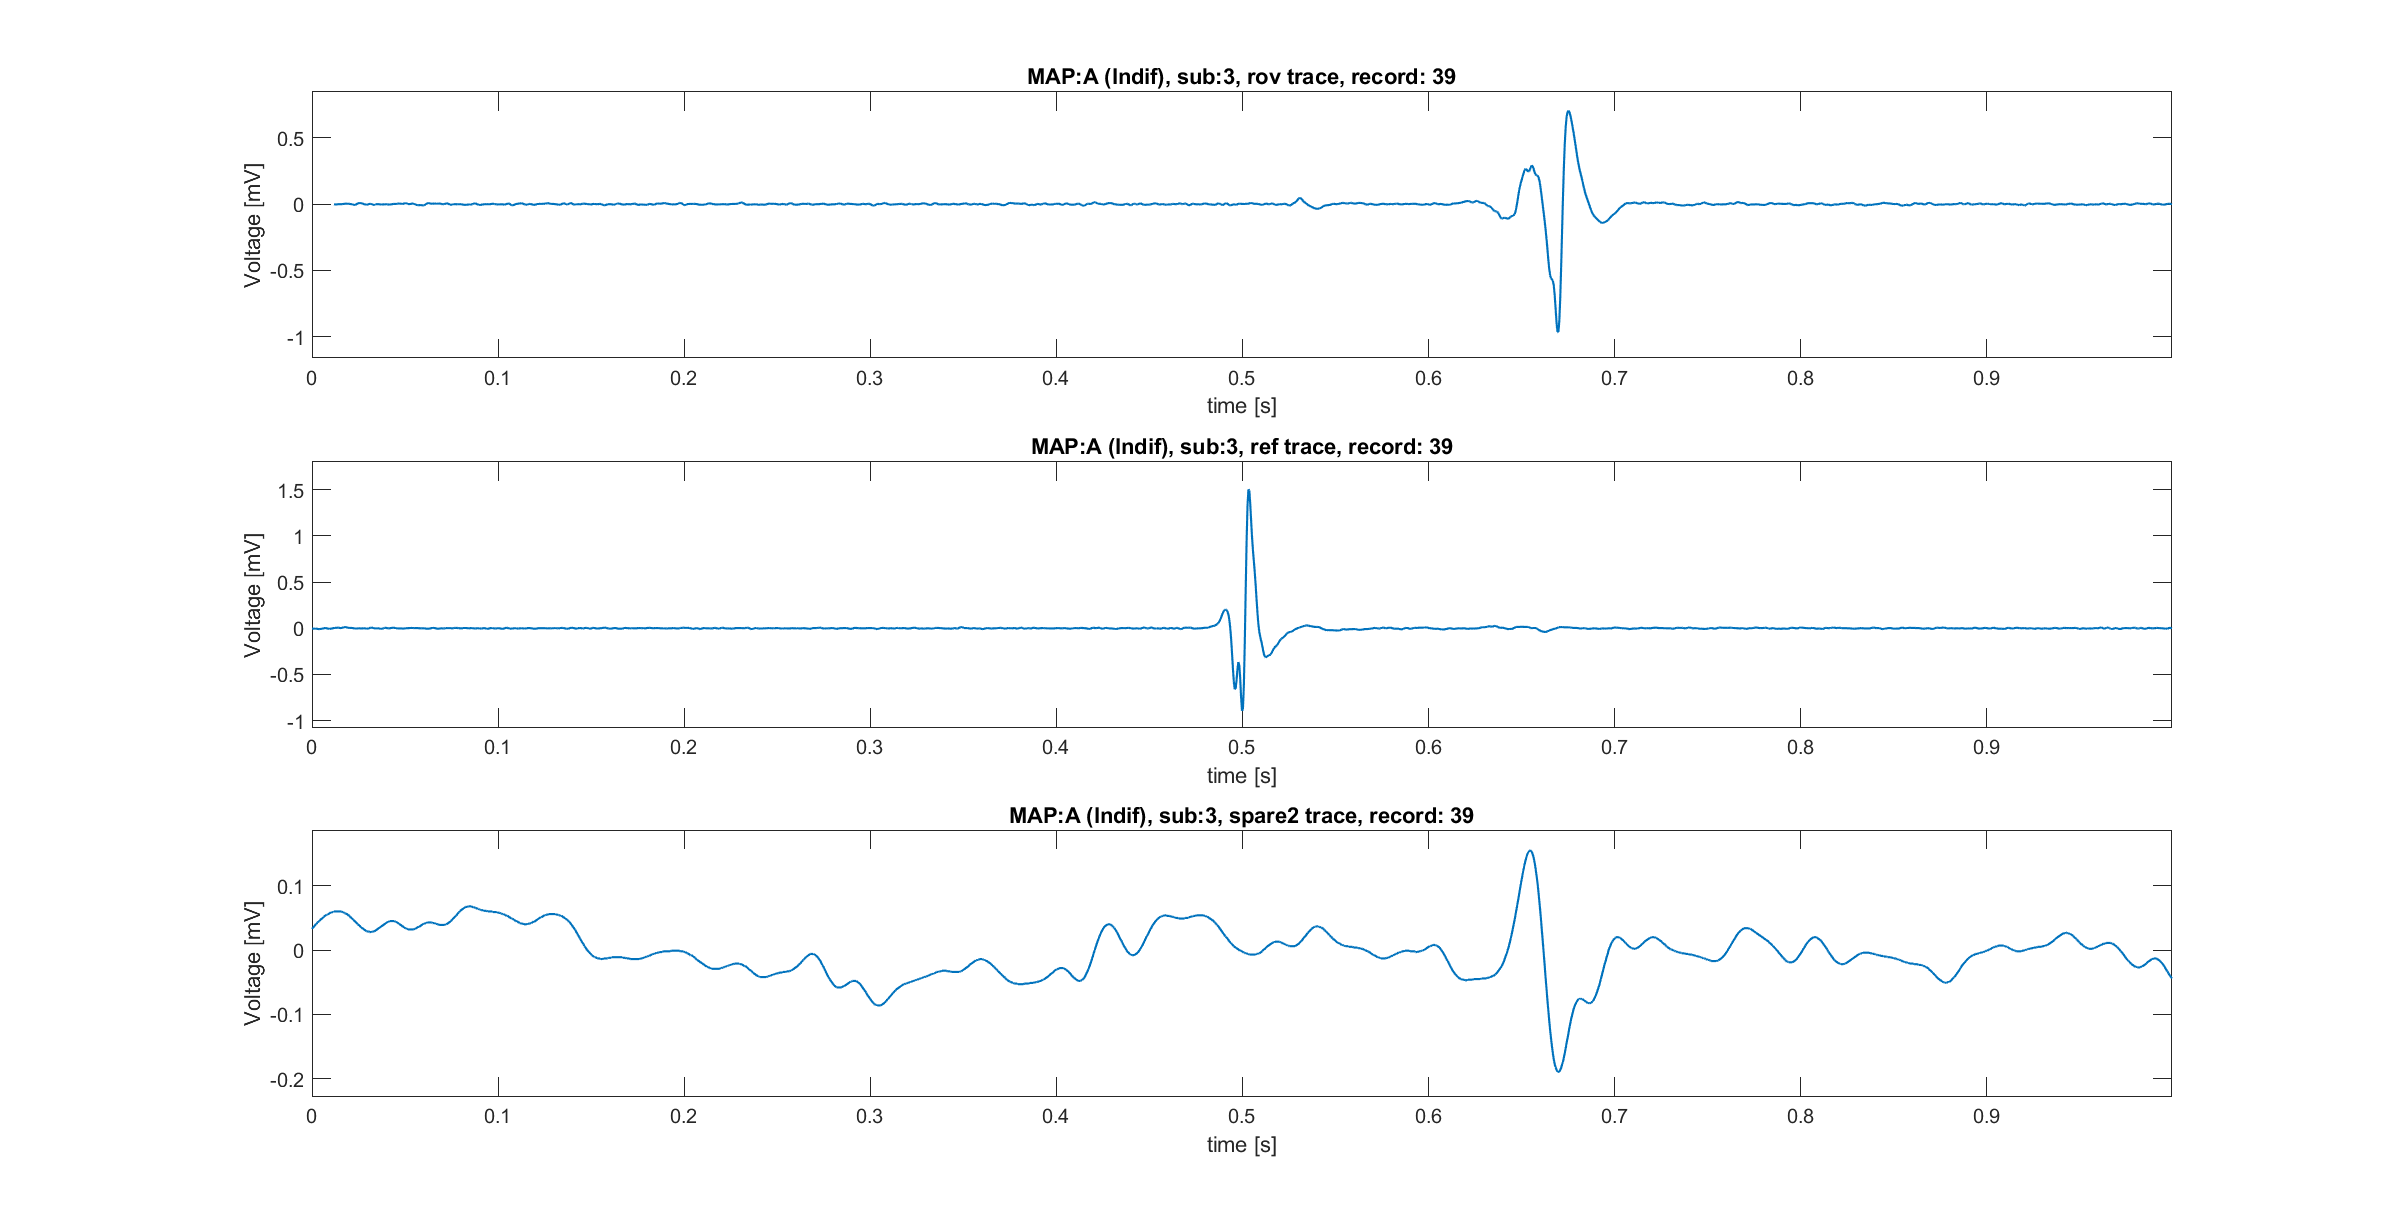 MAP:A (Indif), sub:3, rov trace, record: 39
Voltage [mV]
0.5
0
-0.5
-1
0 0.1 0.2 0.3 0.4 0.5 0.6 0.7 0.8 0.9
time [s]
MAP:A (Indif), sub:3, ref trace, record: 39
Voltage [mV]
1.5
1
0.5
0
-0.5
-1
0 0.1 0.2 0.3 0.4 0.5 0.6 0.7 0.8 0.9
time [s]
MAP:A (Indif), sub:3, spare2 trace, record: 39
Voltage [mV]
0.1
0
-0.1
-0.2
0 0.1 0.2 0.3 0.4 0.5 0.6 0.7 0.8 0.9
time [s]